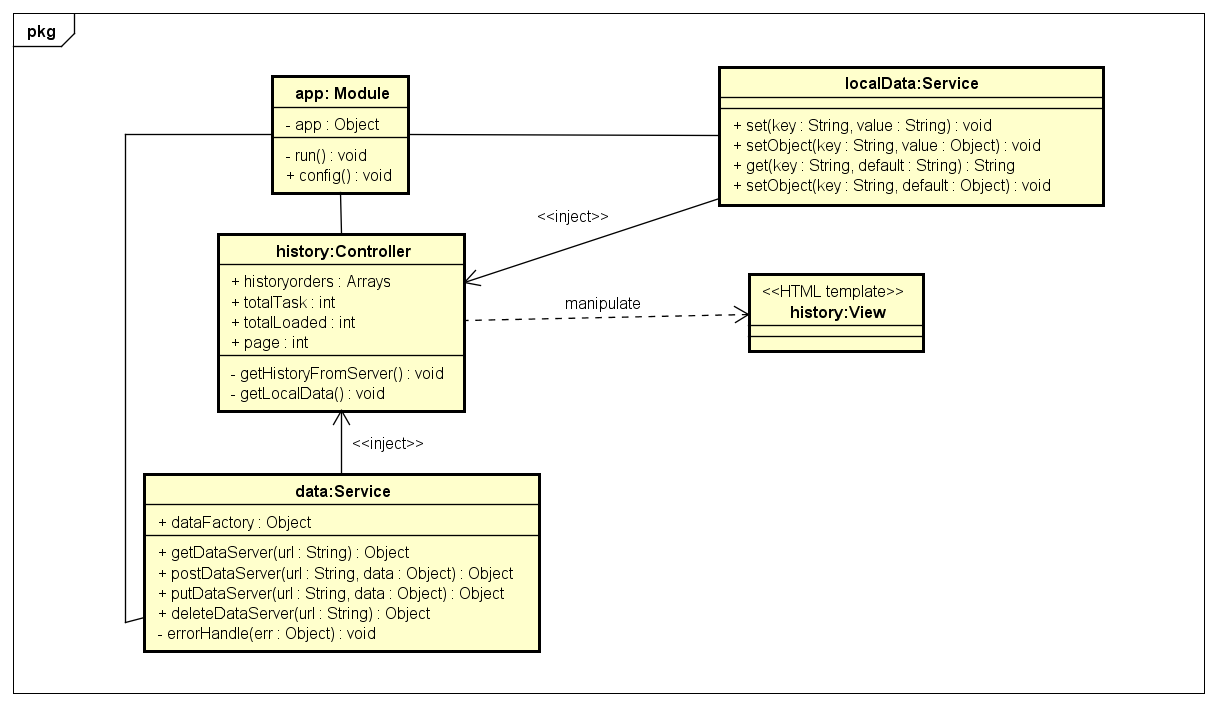 pkg
app: Module
- app : Object
- run() : void
+ config() : void
localData:Service
+ set(key : String, value : String) : void
+ setObject(key : String, value : Object) : void
+ get(key : String, default : String) : String
+ setObject(key : String, default : Object) : void
<<inject>>
history:Controller
+ historyorders : Arrays
+ totalTask : int
+ totalLoaded : int
+ page : int
- getHistoryFromServer() : void
- getLocalData() : void
manipulate
<<HTML template>>
history:View
<<inject>>
data:Service
+ dataFactory : Object
+ getDataServer(url : String) : Object
+ postDataServer(url : String, data : Object) : Object
+ putDataServer(url : String, data : Object) : Object
+ deleteDataServer(url : String) : Object
- errorHandle(err : Object) : void